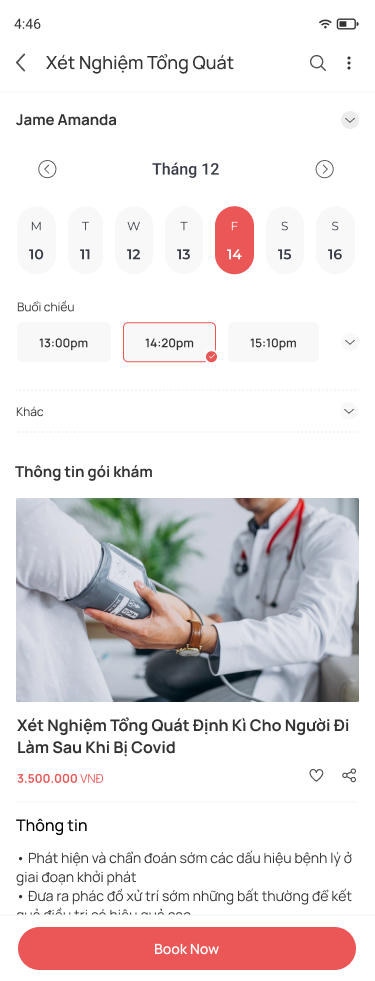 4:46
Xét Nghiệm Tổng Quát
Jame Amanda
Tháng 12
M T W T F S S
10 11 12 13 14 15 16
Buổi chiều
13:00pm 14:20pm 15:10pm
Khác
Thông tin gói khám
Xét Nghiệm Tổng Quát Định Kì Cho Người Đi
Làm Sau Khi Bị Covid
3.500.000 VNĐ
Thông tin
• Phát hiện và chẩn đoán sớm các dấu hiệu bệnh lý ở
giai đoạn khởi phát
• Đưa ra phác đồ xử trí sớm những bất thường để kết
quả điều trị có hiệu quả cao
Book Now